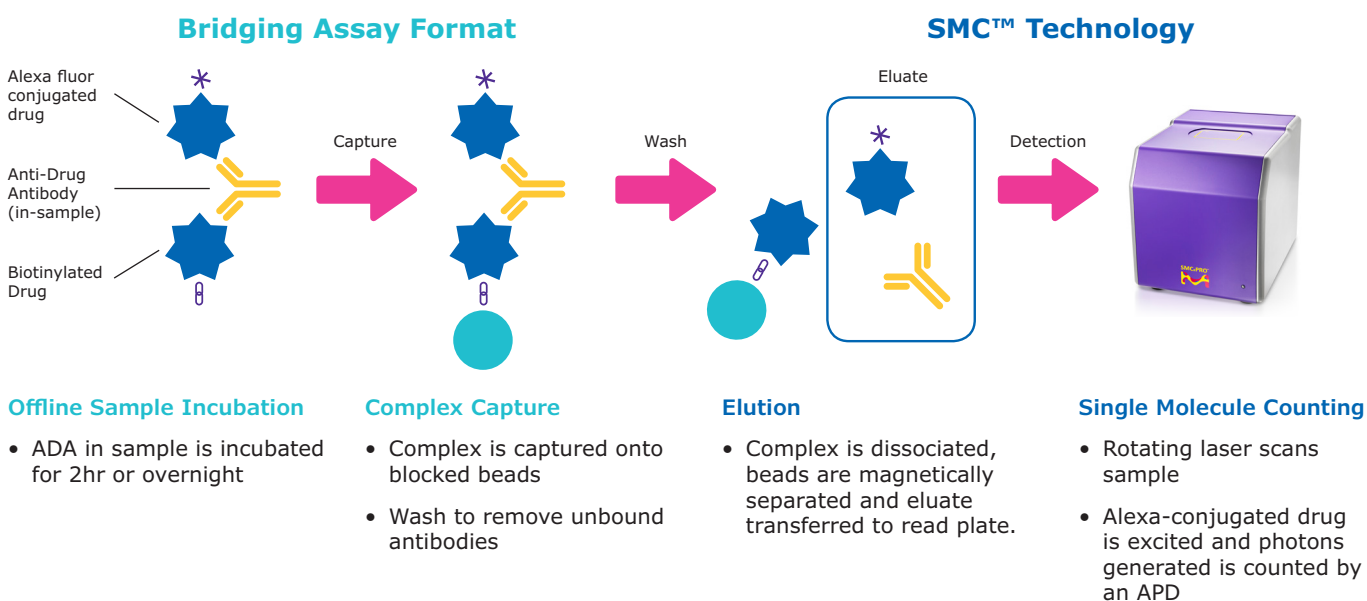 Bridging Assay Format
SMC™ Technology
Alexa fluor
conjugated
drug
Anti-Drug
Antibody
(in-sample)
Biotinylated
Drug
Capture
Wash
Eluate
Detection
SMCxPRO™
Offline Sample Incubation
• ADA in sample is incubated
for 2hr or overnight
Complex Capture
• Complex is captured onto
blocked beads
• Wash to remove unbound
antibodies
Elution
• Complex is dissociated,
beads are magnetically
separated and eluate
transferred to read plate.
Single Molecule Counting
• Rotating laser scans
sample
• Alexa-conjugated drug
is excited and photons
generated is counted by
an APD